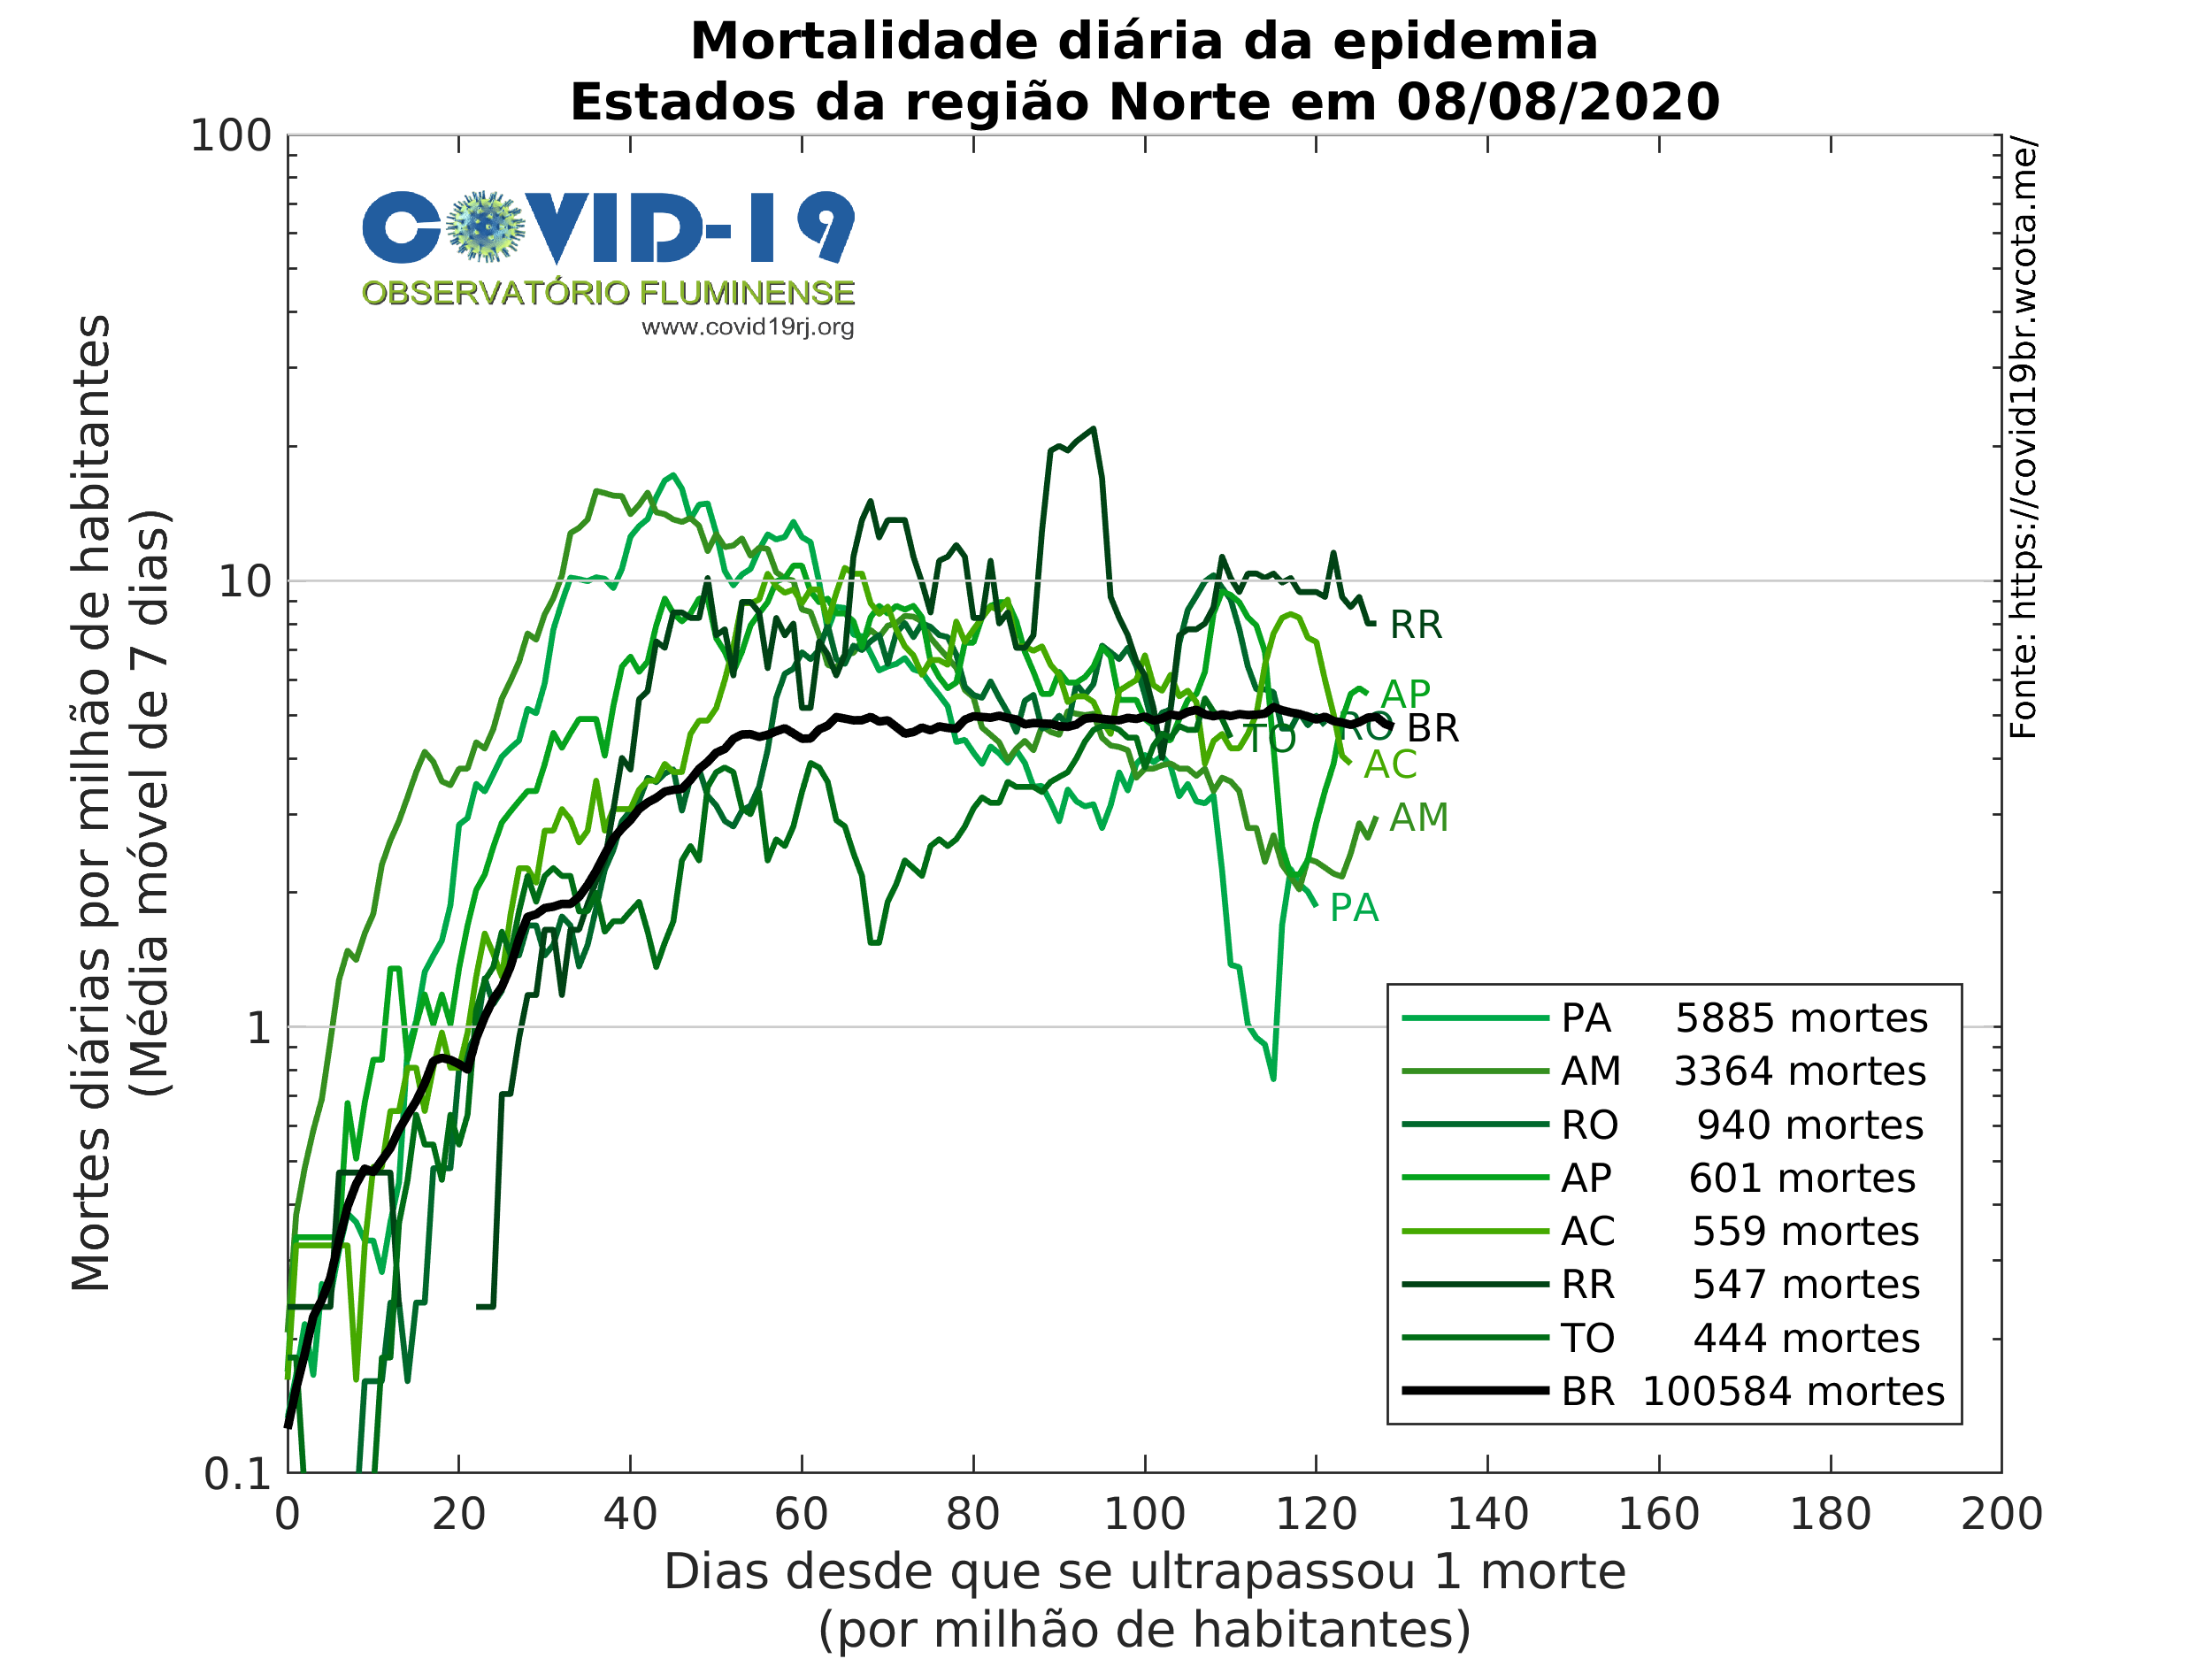 Mortalidade diária da epidemia
Estados da região Norte em 08/08/2020
COVID-19
OBSERVATÓRIO FLUMINENSE
www.covid19rj.org
Mortes diárias por milhão de habitantes
(Média móvel de 7 dias)
100
10
1
0.1
Fonte: https://covid19br.wcota.me/
RR
AP
TO
RO
BR
AC
AM
PA
PA 5885 mortes
AM 3364 mortes
RO 940 mortes
AP 601 mortes
AC 559 mortes
RR 547 mortes
TO 444 mortes
BR 100584 mortes
0 20 40 60 80 100 120 140 160 180 200
Dias desde que se ultrapassou 1 morte
(por milhão de habitantes)